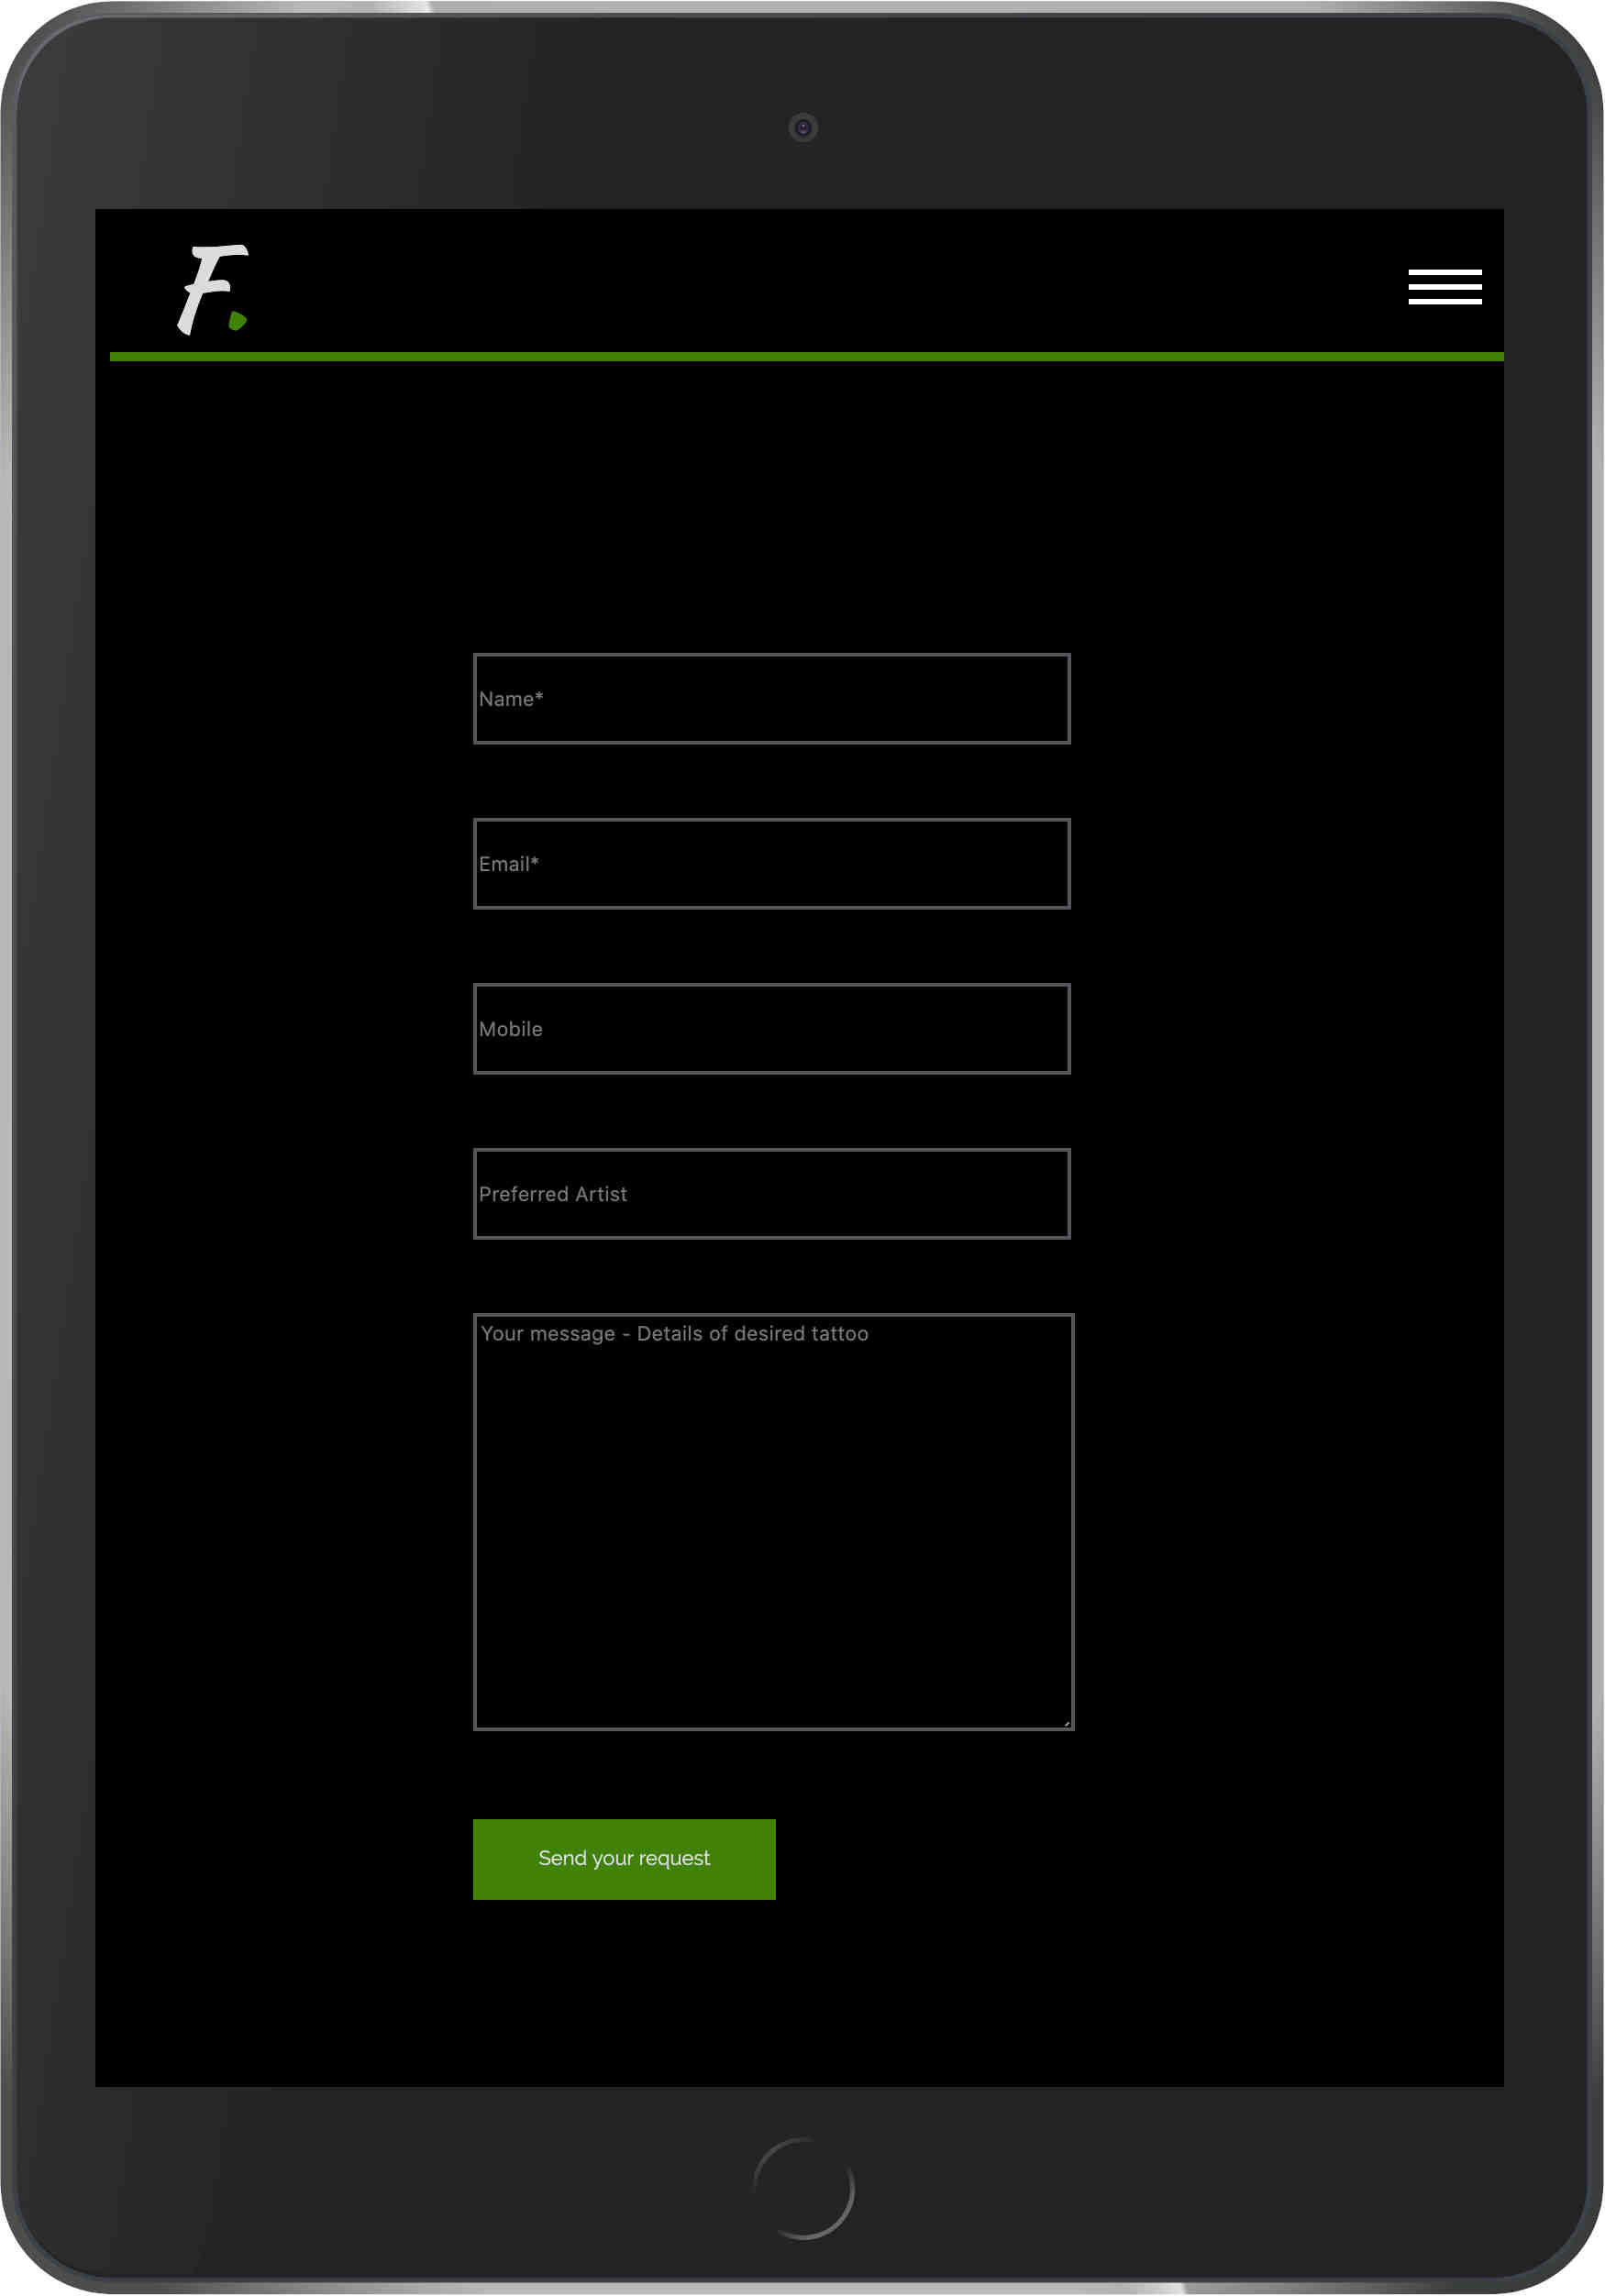 F.
Name*
Email*
Mobile
Preferred Artist
Your message - Details of desired tattoo
Send your request